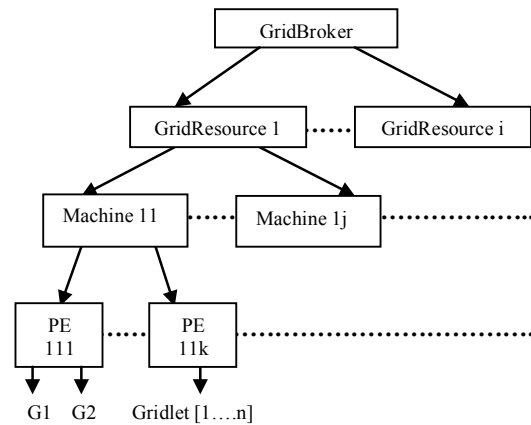 GridBroker
GridResource 1
GridResource i
Machine 11
Machine 1j
PE
111
PE
11k
G1
G2
Gridlet [1….n]